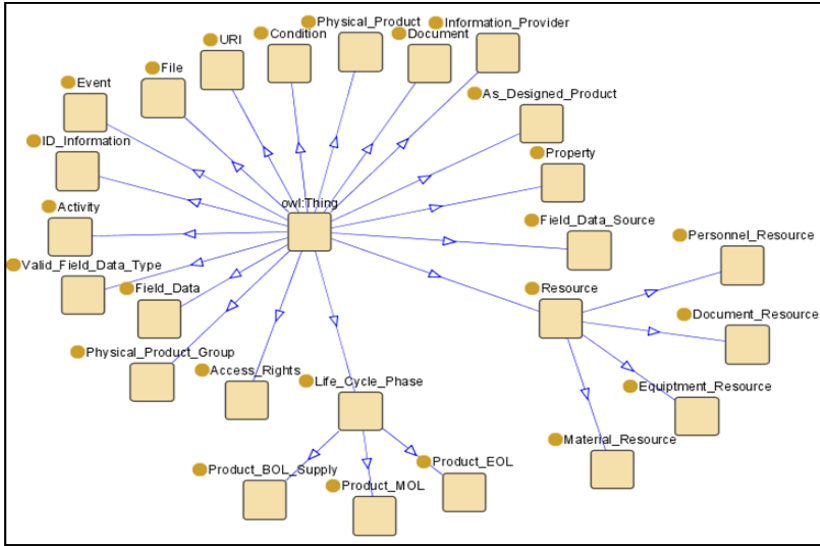 Physical_Product
Information_Provider
URI
Condition
Document
File
Event
As_Designed_Product
ID_Information
Property
owl:Thing
Activity
Field_Data_Source
Personnel_Resource
Valid_Field_Data_Type
Field_Data
Resource
Document_Resource
Physical_Product_Group
Access_Rights
Life_Cycle_Phase
Equiptment_Resource
Material_Resource
Product_BOL_Supply
Product_EOL
Product_MOL